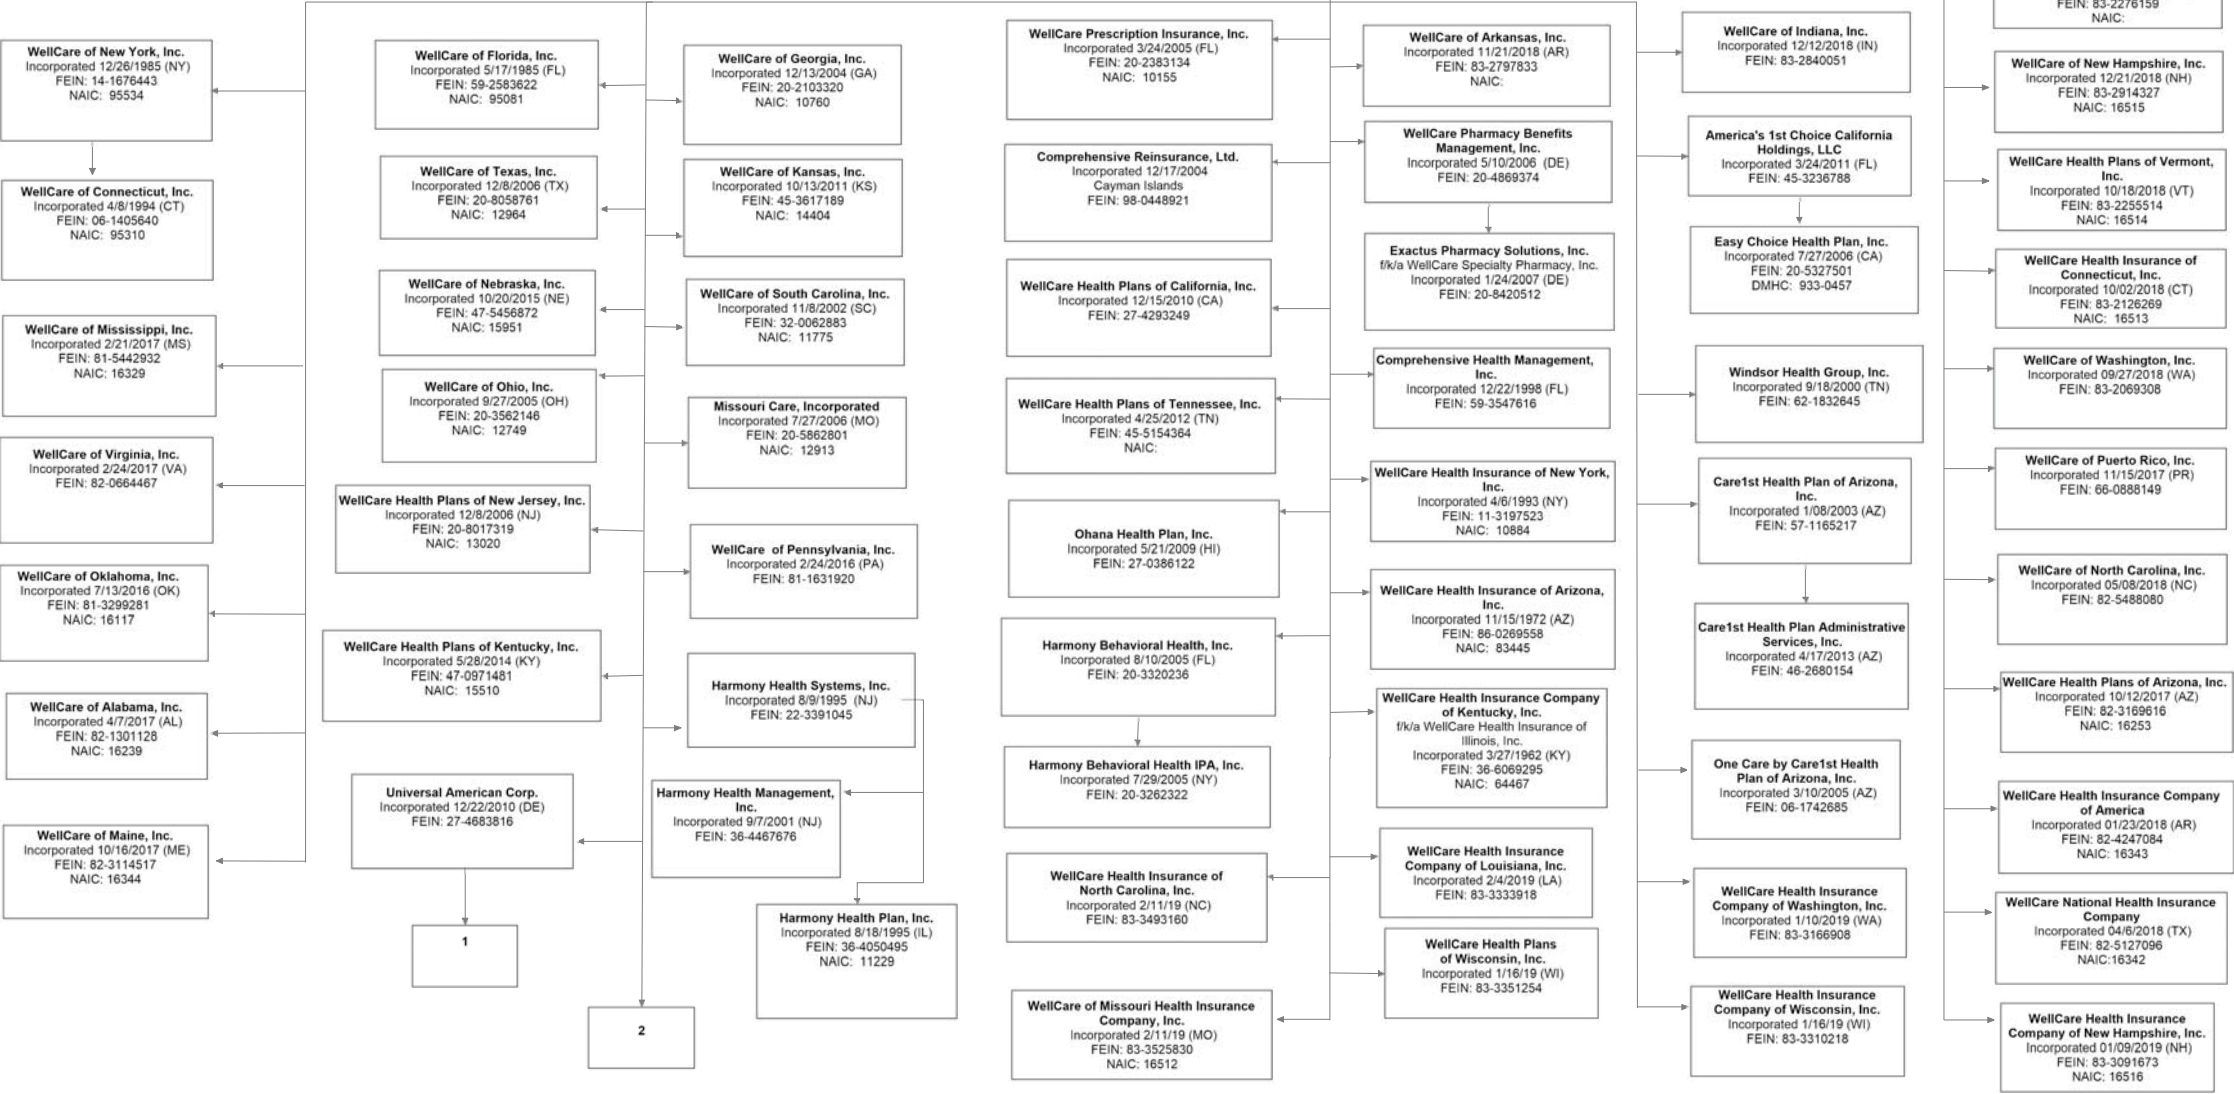 WellCare of New York, Inc.
Incorporated 12/26/1985 (NY)
FEIN: 14-1676443
NAIC: 95534
WellCare of Connecticut, Inc.
Incorporated 4/8/1994 (CT)
FEIN: 06-1405640
NAIC: 95310
WellCare of Mississippi, Inc.
Incorporated 2/21/2017 (MS)
FEIN: 81-5442932
NAIC: 16329
WellCare of Virginia, Inc.
Incorporated 2/24/2017 (VA)
FEIN: 82-0664467
WellCare of Oklahoma, Inc.
Incorporated 7/13/2016 (OK)
FEIN: 81-3299281
NAIC: 16117
WellCare of Alabama, Inc.
Incorporated 4/7/2017 (AL)
FEIN: 82-1301128
NAIC: 16239
WellCare of Maine, Inc.
Incorporated 10/16/2017 (ME)
FEIN: 82-3114517
NAIC: 16344
WellCare of Florida, Inc.
Incorporated 5/17/1985 (FL)
FEIN: 59-2583622
NAIC: 95081
WellCare of Texas, Inc.
Incorporated 12/8/2006 (TX)
FEIN: 20-8058761
NAIC: 12964
WellCare of Nebraska, Inc.
Incorporated 10/20/2015 (NE)
FEIN: 47-5456872
NAIC: 15951
WellCare of Ohio, Inc.
Incorporated 9/27/2005 (OH)
FEIN: 20-3562146
NAIC: 12749
WellCare Health Plans of New Jersey, Inc.
Incorporated 12/8/2006 (NJ)
FEIN: 20-8017319
NAIC: 13020
WellCare Health Plans of Kentucky, Inc.
Incorporated 5/28/2014 (KY)
FEIN: 47-0971481
NAIC: 15510
Universal American Corp.
Incorporated 12/22/2010 (DE)
FEIN: 27-4683816
1
WellCare of Georgia, Inc.
Incorporated 12/13/2004 (GA)
FEIN: 20-2103320
NAIC: 10760
WellCare of Kansas, Inc.
Incorporated 10/13/2011 (KS)
FEIN: 45-3617189
NAIC: 14404
WellCare of South Carolina, Inc.
Incorporated 11/8/2002 (SC)
FEIN: 32-0062883
NAIC: 11775
Missouri Care, Incorporated
Incorporated 7/27/2006 (MO)
FEIN: 20-5862801
NAIC: 12913
WellCare of Pennsylvania, Inc.
Incorporated 2/24/2016 (PA)
FEIN: 81-1631920
Harmony Health Systems, Inc.
Incorporated 8/9/1995 (NJ)
FEIN: 22-3391045
Harmony Health Management,
Inc.
Incorporated 9/7/2001 (NJ)
FEIN: 36-4467676
Harmony Health Plan, Inc.
Incorporated 8/18/1995 (IL)
FEIN: 36-4050495
NAIC: 11229
2
WellCare Prescription Insurance, Inc.
Incorporated 3/24/2005 (FL)
FEIN: 20-2383134
NAIC: 10155
Comprehensive Reinsurance, Ltd.
Incorporated 12/17/2004
Cayman Islands
FEIN: 98-0448921
WellCare Health Plans of California, Inc.
Incorporated 12/15/2010 (CA)
FEIN: 27-4293249
WellCare Health Plans of Tennessee, Inc.
Incorporated 4/25/2012 (TN)
FEIN: 45-5154364
NAIC:
Ohana Health Plan, Inc.
Incorporated 5/21/2009 (HI)
FEIN: 27-0386122
Harmony Behavioral Health, Inc.
Incorporated 8/10/2005 (FL)
FEIN: 20-3320236
Harmony Behavioral Health IPA, Inc.
Incorporated 7/29/2005 (NY)
FEIN: 20-3262322
WellCare Health Insurance of
North Carolina, Inc.
Incorporated 2/11/19 (NC)
FEIN: 83-3493160
WellCare of Missouri Health Insurance
Company, Inc.
Incorporated 2/11/19 (MO)
FEIN: 83-3525830
NAIC: 16512
WellCare of Arkansas, Inc.
Incorporated 11/21/2018 (AR)
FEIN: 83-2797833
NAIC:
WellCare Pharmacy Benefits
Management, Inc.
Incorporated 5/10/2006 (DE)
FEIN: 20-4869374
Exactus Pharmacy Solutions, Inc.
f/k/a WellCare Specialty Pharmacy, Inc.
Incorporated 1/24/2007 (DE)
FEIN: 20-8420512
Comprehensive Health Management,
Inc.
Incorporated 12/22/1998 (FL)
FEIN: 59-3547616
WellCare Health Insurance of New York,
Inc.
Incorporated 4/6/1993 (NY)
FEIN: 11-3197523
NAIC: 10884
WellCare Health Insurance of Arizona,
Inc.
Incorporated 11/15/1972 (AZ)
FEIN: 86-0269558
NAIC: 83445
WellCare Health Insurance Company
of Kentucky, Inc.
f/k/a WellCare Health Insurance of
Illinois, Inc.
Incorporated 3/27/1962 (KY)
FEIN: 36-6069295
NAIC: 64467
WellCare Health Insurance
Company of Louisiana, Inc.
Incorporated 2/4/2019 (LA)
FEIN: 83-3333918
WellCare Health Plans
of Wisconsin, Inc.
Incorporated 1/16/19 (WI)
FEIN: 83-3351254
WellCare of Indiana, Inc.
Incorporated 12/12/2018 (IN)
FEIN: 83-2840051
America's 1st Choice California
Holdings, LLC
Incorporated 3/24/2011 (FL)
FEIN: 45-3236788
Easy Choice Health Plan, Inc.
Incorporated 7/27/2006 (CA)
FEIN: 20-5327501
DMHC: 933-0457
Windsor Health Group, Inc.
Incorporated 9/18/2000 (TN)
FEIN: 62-1832645
Care1st Health Plan of Arizona,
Inc.
Incorporated 1/08/2003 (AZ)
FEIN: 57-1165217
Care1st Health Plan Administrative
Services, Inc.
Incorporated 4/17/2013 (AZ)
FEIN: 46-2680154
One Care by Care1st Health
Plan of Arizona, Inc.
Incorporated 3/10/2005 (AZ)
FEIN: 06-1742685
WellCare Health Insurance
Company of Washington, Inc.
Incorporated 1/10/2019 (WA)
FEIN: 83-3166908
WellCare Health Insurance
Company of Wisconsin, Inc.
Incorporated 1/16/19 (WI)
FEIN: 83-3310218
FEIN: 83-2276159
NAIC:
WellCare of New Hampshire, Inc.
Incorporated 12/21/2018 (NH)
FEIN: 83-2914327
NAIC: 16515
WellCare Health Plans of Vermont,
Inc.
Incorporated 10/18/2018 (VT)
FEIN: 83-2255514
NAIC: 16514
WellCare Health Insurance of
Connecticut, Inc.
Incorporated 10/02/2018 (CT)
FEIN: 83-2126269
NAIC: 16513
WellCare of Washington, Inc.
Incorporated 09/27/2018 (WA)
FEIN: 83-2069308
WellCare of Puerto Rico, Inc.
Incorporated 11/15/2017 (PR)
FEIN: 66-0888149
WellCare of North Carolina, Inc.
Incorporated 05/08/2018 (NC)
FEIN: 82-5488080
WellCare Health Plans of Arizona, Inc.
Incorporated 10/12/2017 (AZ)
FEIN: 82-3169616
NAIC: 16253
WellCare Health Insurance Company
of America
Incorporated 01/23/2018 (AR)
FEIN: 82-4247084
NAIC: 16343
WellCare National Health Insurance
Company
Incorporated 04/6/2018 (TX)
FEIN: 82-5127096
NAIC:16342
WellCare Health Insurance
Company of New Hampshire, Inc.
Incorporated 01/09/2019 (NH)
FEIN: 83-3091673
NAIC: 16516